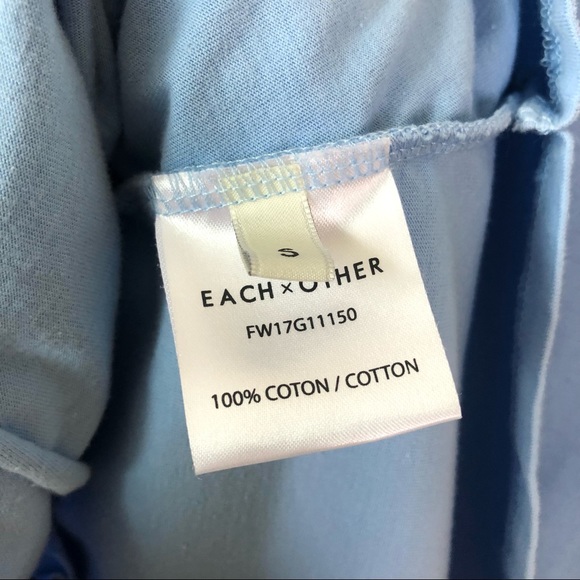 S
EACH × OTHER
FW17G11150
100% COTON / COTTON